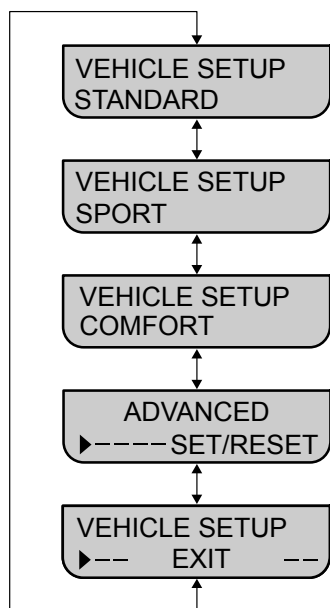 VEHICLE SETUP
STANDARD
VEHICLE SETUP
SPORT
VEHICLE SETUP
COMFORT
ADVANCED
▶---- SET/RESET
VEHICLE SETUP
▶-- EXIT --